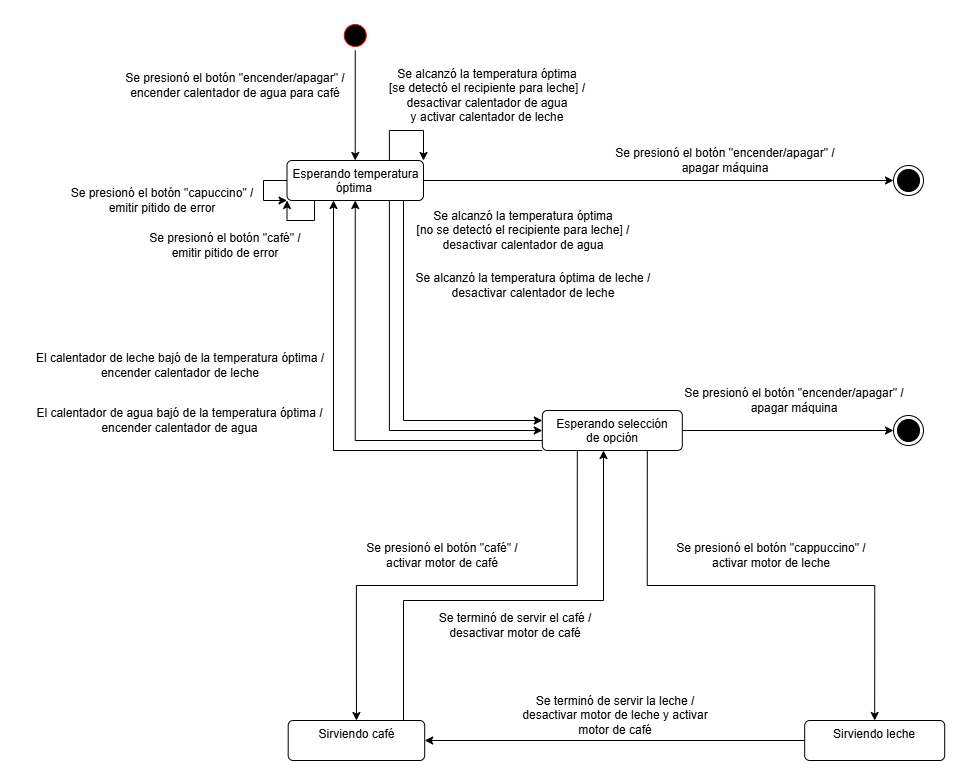 Se presionó el botón "encender/apagar" /
encender calentador de agua para café
Se alcanzó la temperatura óptima
[se detectó el recipiente para leche] /
desactivar calentador de agua
y activar calentador de leche
Esperando temperatura
óptima
Se presionó el botón "encender/apagar" /
apagar máquina
Se presionó el botón "capuccino" /
emitir pitido de error
Se presionó el botón "café" /
emitir pitido de error
Se alcanzó la temperatura óptima
[no se detectó el recipiente para leche] /
desactivar calentador de agua
Se alcanzó la temperatura óptima de leche /
desactivar calentador de leche
El calentador de leche bajó de la temperatura óptima /
encender calentador de leche
El calentador de agua bajó de la temperatura óptima /
encender calentador de agua
Esperando selección
de opción
Se presionó el botón "encender/apagar" /
apagar máquina
Se presionó el botón "café" /
activar motor de café
Se presionó el botón "cappuccino" /
activar motor de leche
Se terminó de servir el café /
desactivar motor de café
Se terminó de servir la leche /
desactivar motor de leche y activar
motor de café
Sirviendo café
Sirviendo leche